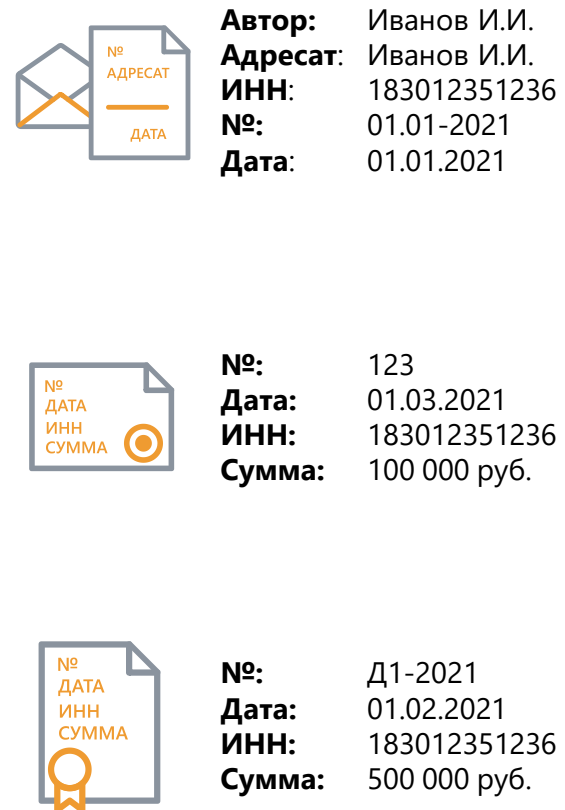 №
АДРЕСАТ
ДАТА
Автор: Иванов И.И.
Адресат: Иванов И.И.
ИНН: 183012351236
№: 01.01-2021
Дата: 01.01.2021
№
ДАТА
ИНН
СУММА
№: 123
Дата: 01.03.2021
ИНН: 183012351236
Сумма: 100 000 руб.
№
ДАТА
ИНН
СУММА
№: Д1-2021
Дата: 01.02.2021
ИНН: 183012351236
Сумма: 500 000 руб.